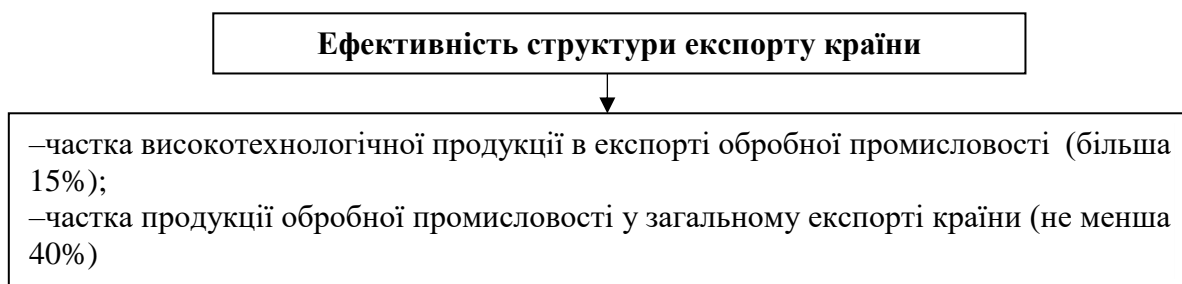 Ефективність структури експорту країни
–частка високотехнологічної продукції в експорті обробної промисловості (більша
15%);
–частка продукції обробної промисловості у загальному експорті країни (не менша
40%)